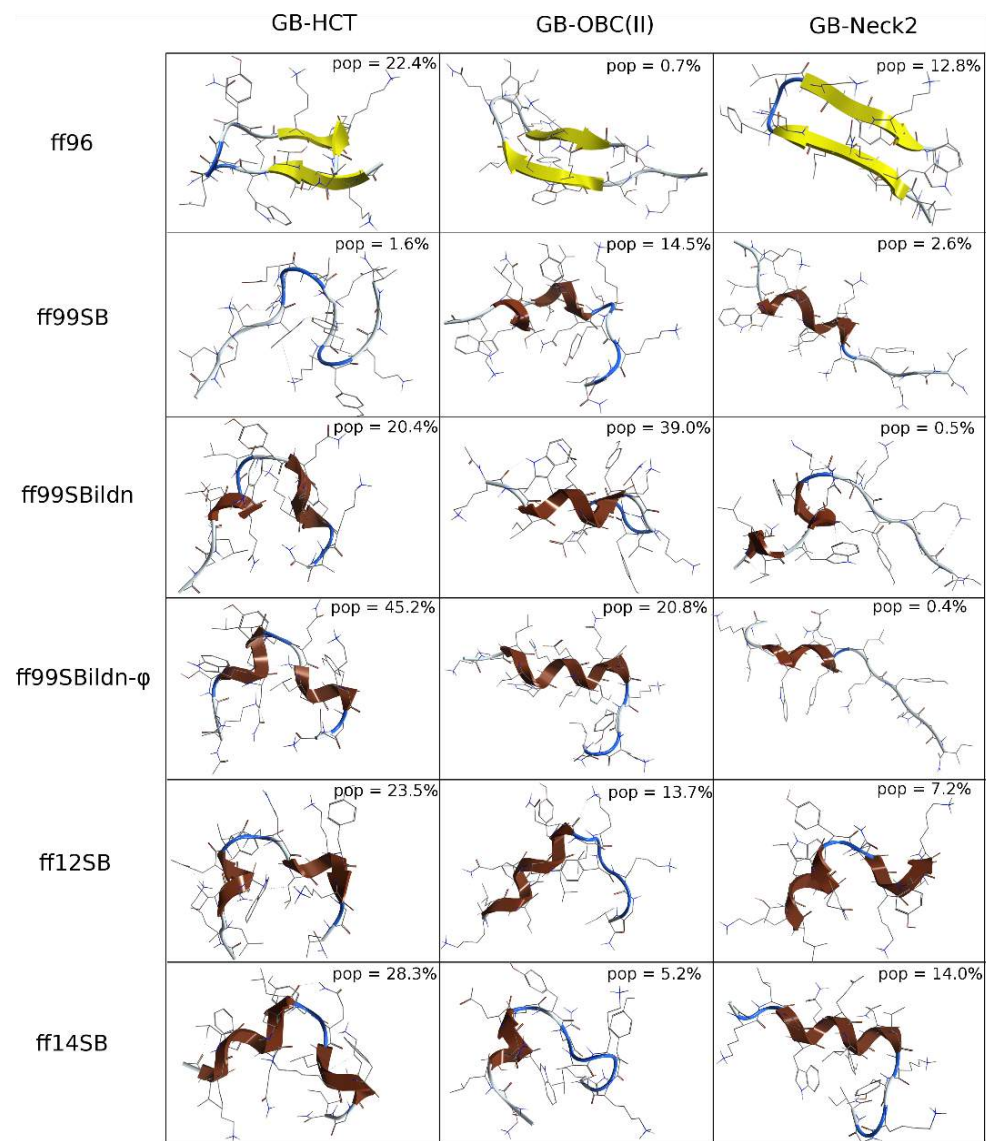 GB-HCT GB-OBC(II) GB-Neck2
ff96 pop = 22.4% pop = 0.7% pop = 12.8%
ff99SB pop = 1.6% pop = 14.5% pop = 2.6%
ff99SBildn pop = 20.4% pop = 39.0% pop = 0.5%
ff99SBildn-φ pop = 45.2% pop = 20.8% pop = 0.4%
ff12SB pop = 23.5% pop = 13.7% pop = 7.2%
ff14SB pop = 28.3% pop = 5.2% pop = 14.0%